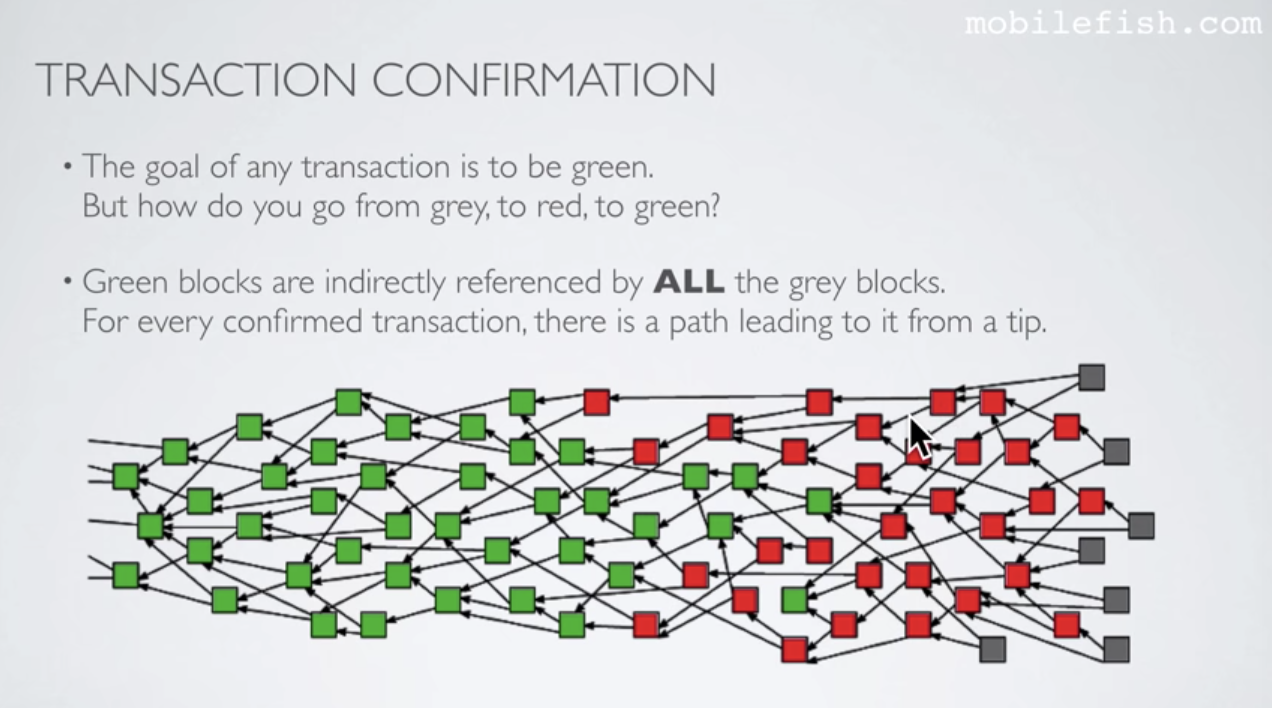 mobilefish.com
TRANSACTION CONFIRMATION
• The goal of any transaction is to be green.
But how do you go from grey, to red, to green?
• Green blocks are indirectly referenced by ALL the grey blocks.
For every confirmed transaction, there is a path leading to it from a tip.